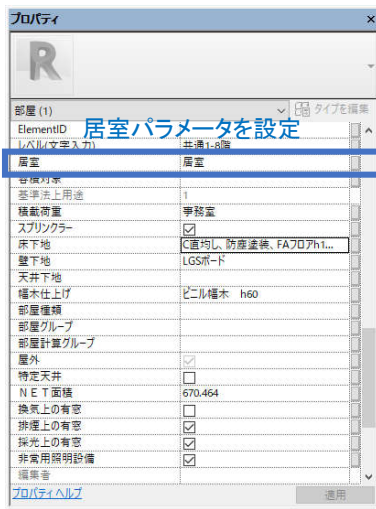 プロパティ
R
部屋 (1)
タイプを編集
ElementID
居室パラメータを設定
レベル(文字入力) 共通1-8階
居室 居室
容積対象
基準法上用途 1
積載荷重 事務室
スプリンクラー
床下地 C直均し、防塵塗装、FAフロアh1...
壁下地 LGSボード
天井下地
幅木仕上げ ビニル幅木 h60
部屋種類
部屋グループ
部屋計算グループ
屋外
特定天井
NET面積 670.464
換気上の有窓
排煙上の有窓
採光上の有窓
非常用照明設備
編集者
プロパティヘルプ 適用